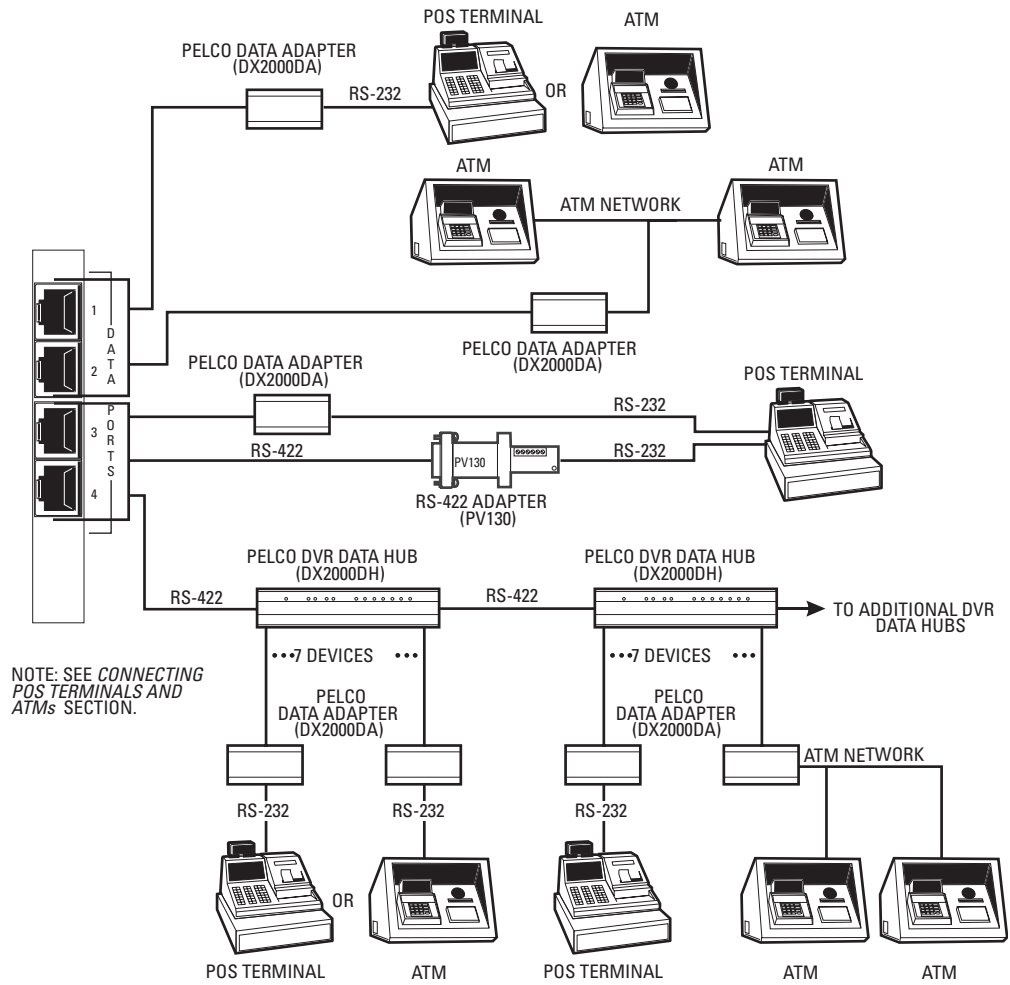 POS TERMINAL
ATM
PELCO DATA ADAPTER
(DX2000DA)
RS-232
OR
ATM
ATM
ATM NETWORK
1
2
3
4
DATA
PORTS
PELCO DATA ADAPTER
(DX2000DA)
PELCO DATA ADAPTER
(DX2000DA)
POS TERMINAL
RS-232
RS-422
PV130
RS-232
RS-422 ADAPTER
(PV130)
PELCO DVR DATA HUB
(DX2000DH)
PELCO DVR DATA HUB
(DX2000DH)
RS-422
RS-422
TO ADDITIONAL DVR
DATA HUBS
•••7 DEVICES •••
•••7 DEVICES •••
NOTE: SEE CONNECTING
POS TERMINALS AND
ATMs SECTION.
PELCO
DATA ADAPTER
(DX2000DA)
PELCO
DATA ADAPTER
(DX2000DA)
ATM NETWORK
RS-232
RS-232
RS-232
OR
POS TERMINAL
ATM
POS TERMINAL
ATM
ATM